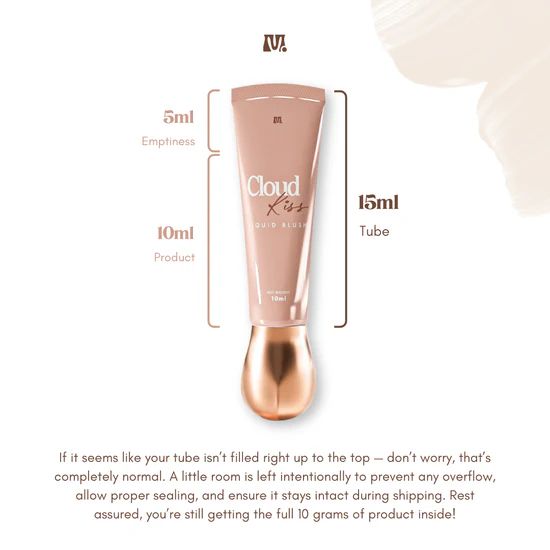 M.
5ml
Emptiness
M.
Cloud
Kiss
LIQUID BLUSH
10ml
Product
15ml
Tube
NET WEIGHT
10ml
If it seems like your tube isn’t filled right up to the top — don’t worry, that’s
completely normal. A little room is left intentionally to prevent any overflow,
allow proper sealing, and ensure it stays intact during shipping. Rest
assured, you’re still getting the full 10 grams of product inside!